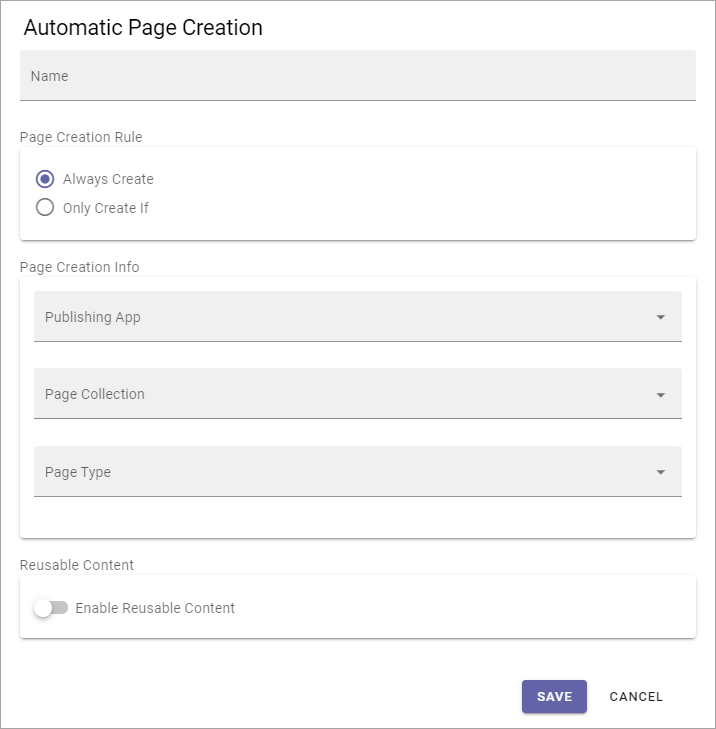 Automatic Page Creation
Name
Page Creation Rule
Always Create
Only Create If
Page Creation Info
Publishing App
Page Collection
Page Type
Reusable Content
Enable Reusable Content
SAVE CANCEL